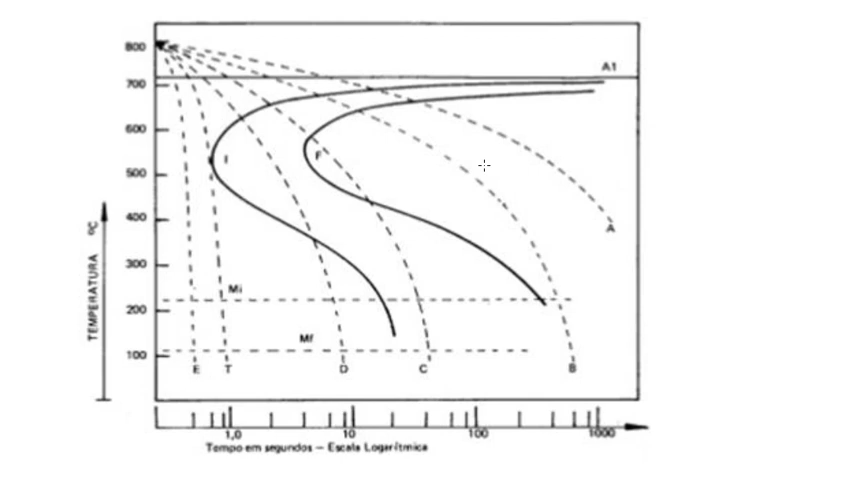 800
A1
700
600
I
F
500
400
A
300
Mi
200
Mf
100
E T D C B
TEMPERATURA ºC
1,0 10 100 1000
Tempo em segundos — Escala Logarítmica